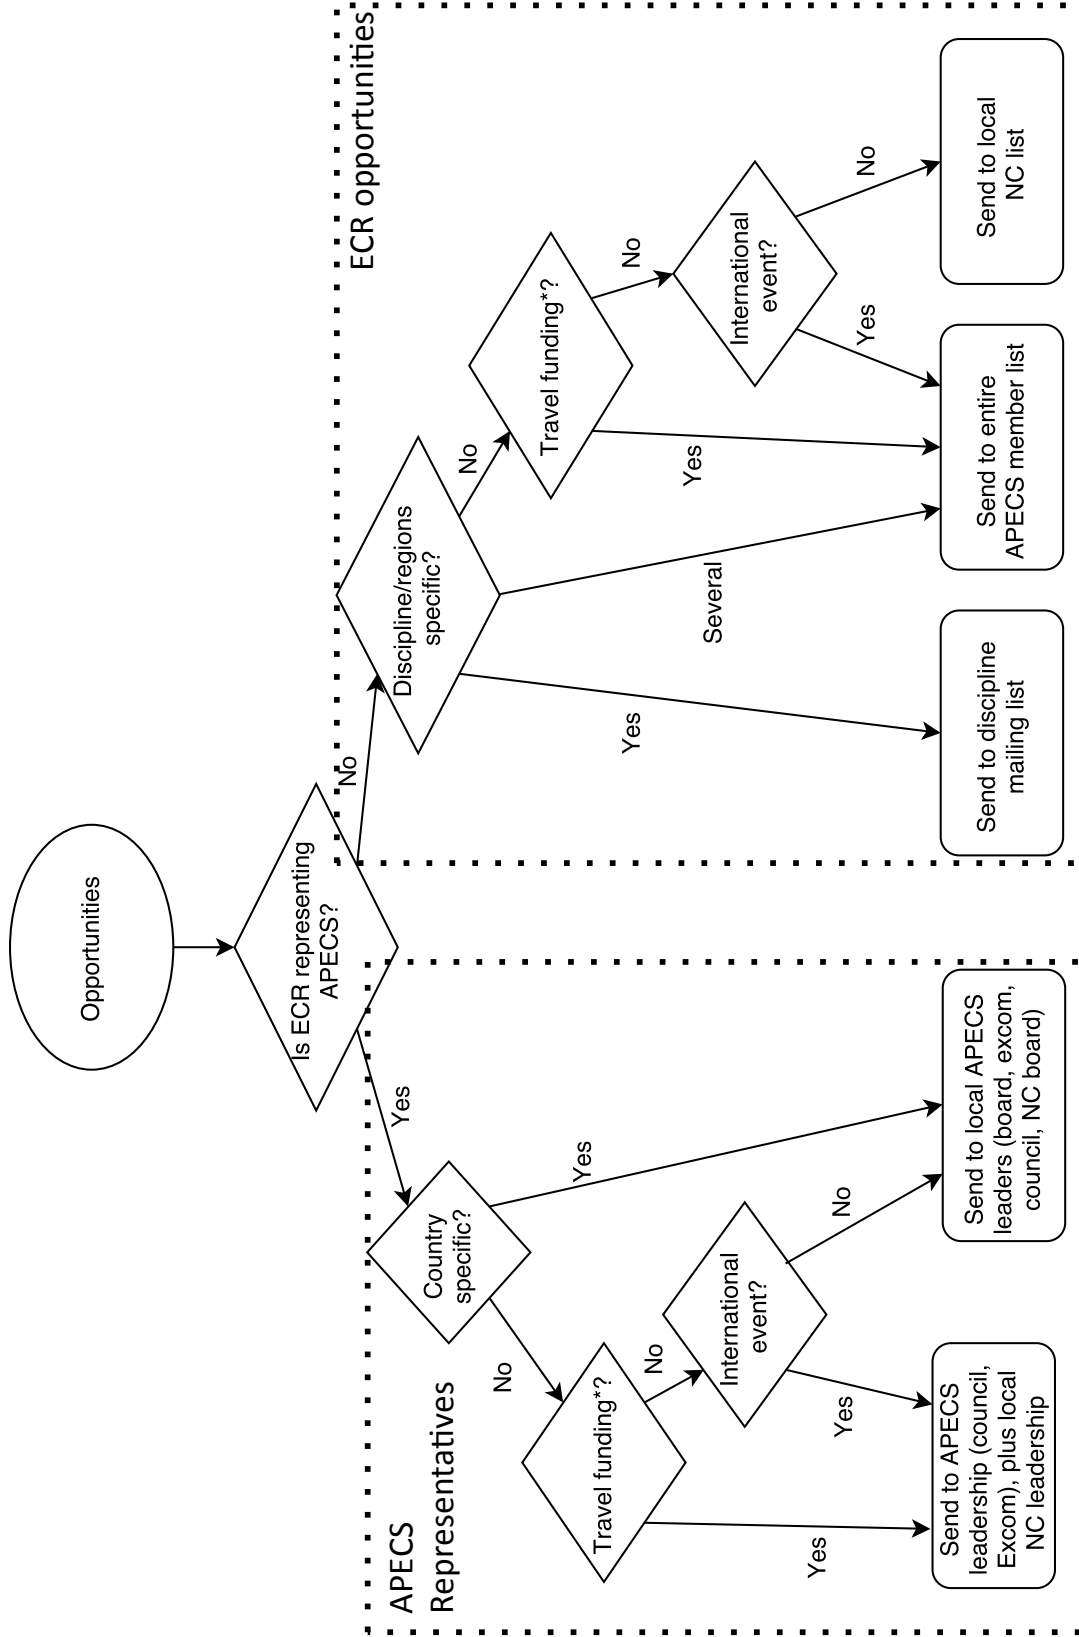 Opportunities
Is ECR representing
APECS?
Yes
No
APECS
Representatives
Country
specific?
No
Yes
Travel funding*?
No
Yes
International
event?
Yes
No
Send to APECS
leadership (council,
Excom), plus local
NC leadership
Send to local APECS
leaders (board, excom,
council, NC board)
ECR opportunities
Discipline/regions
specific?
Yes
Several
No
Travel funding*?
Yes
No
International
event?
Yes
No
Send to discipline
mailing list
Send to entire
APECS member list
Send to local
NC list